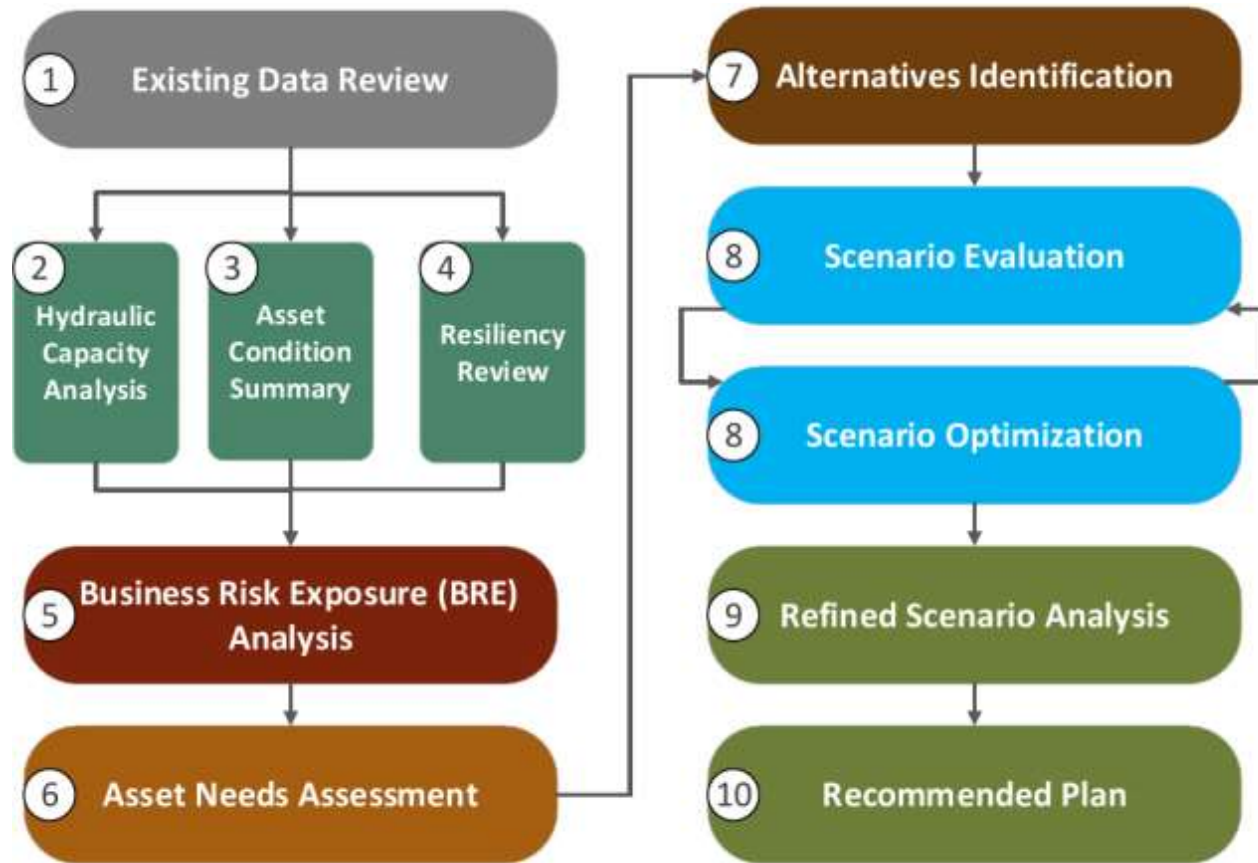 1
Existing Data Review
2
Hydraulic
Capacity
Analysis
3
Asset
Condition
Summary
4
Resiliency
Review
5
Business Risk Exposure (BRE)
Analysis
6
Asset Needs Assessment
7
Alternatives Identification
8
Scenario Evaluation
8
Scenario Optimization
9
Refined Scenario Analysis
10
Recommended Plan